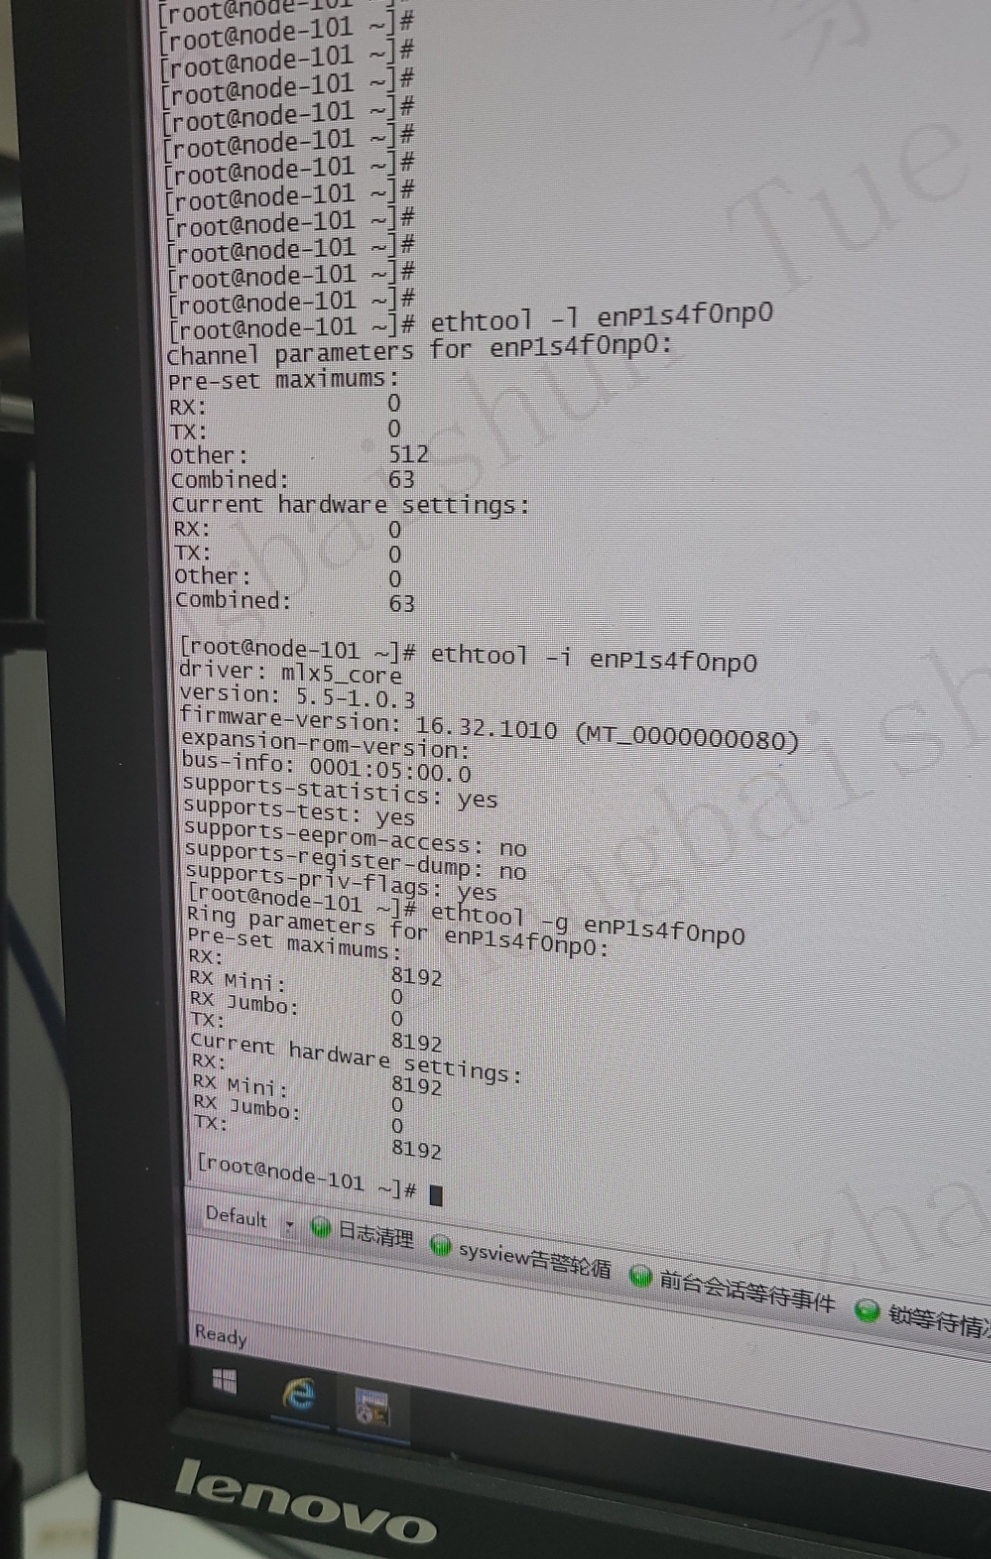 [root@node-101
[root@node-101 ~]#
[root@node-101 ~]#
[root@node-101 ~]#
[root@node-101 ~]#
[root@node-101 ~]#
[root@node-101 ~]#
[root@node-101 ~]#
[root@node-101 ~]#
[root@node-101 ~]#
[root@node-101 ~]#
[root@node-101 ~]#
[root@node-101 ~]# ethtool -l enP1s4f0np0
Channel parameters for enP1s4f0np0:
Pre-set maximums:
RX: 0
TX: 0
Other: 512
Combined: 63
Current hardware settings:
RX: 0
TX: 0
Other: 0
Combined: 63
[root@node-101 ~]# ethtool -i enP1s4f0np0
driver: mlx5_core
version: 5.5-1.0.3
firmware-version: 16.32.1010 (MT_0000000080)
expansion-rom-version:
bus-info: 0001:05:00.0
supports-statistics: yes
supports-test: yes
supports-eeprom-access: no
supports-register-dump: no
supports-priv-flags: yes
[root@node-101 ~]# ethtool -g enP1s4f0np0
Ring parameters for enP1s4f0np0:
Pre-set maximums:
RX: 8192
RX Mini: 0
RX Jumbo: 0
TX: 8192
Current hardware settings:
RX: 8192
RX Mini: 0
RX Jumbo: 0
TX: 8192
[root@node-101 ~]#
Default 日志清理 sysview告警轮循 前台会话等待事件 锁等待情
Ready
lenovo